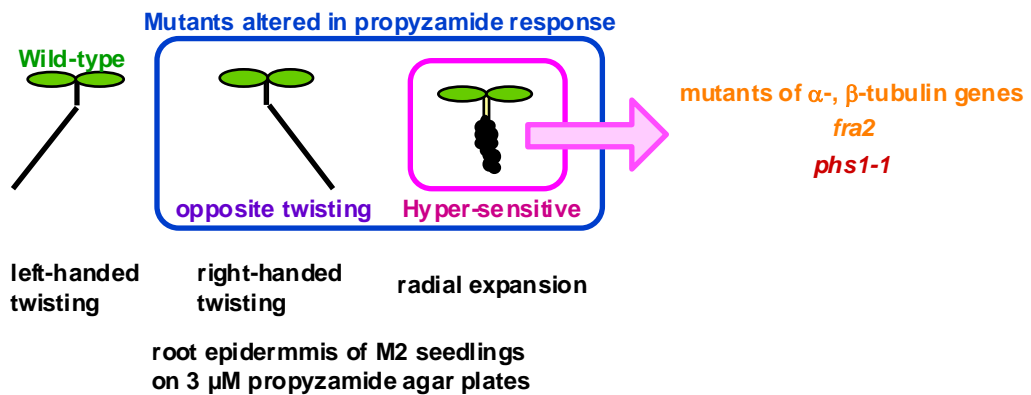 Mutants altered in propyzamide response
Wild-type
opposite twisting
Hyper-sensitive
mutants of α-, β-tubulin genes
fra2
phs1-1
left-handed
twisting
right-handed
twisting
radial expansion
root epidermmis of M2 seedlings
on 3 µM propyzamide agar plates